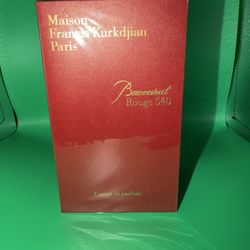 Maison
Francis Kurkdjian
Paris
Baccarat
Rouge 540
Extrait de parfum